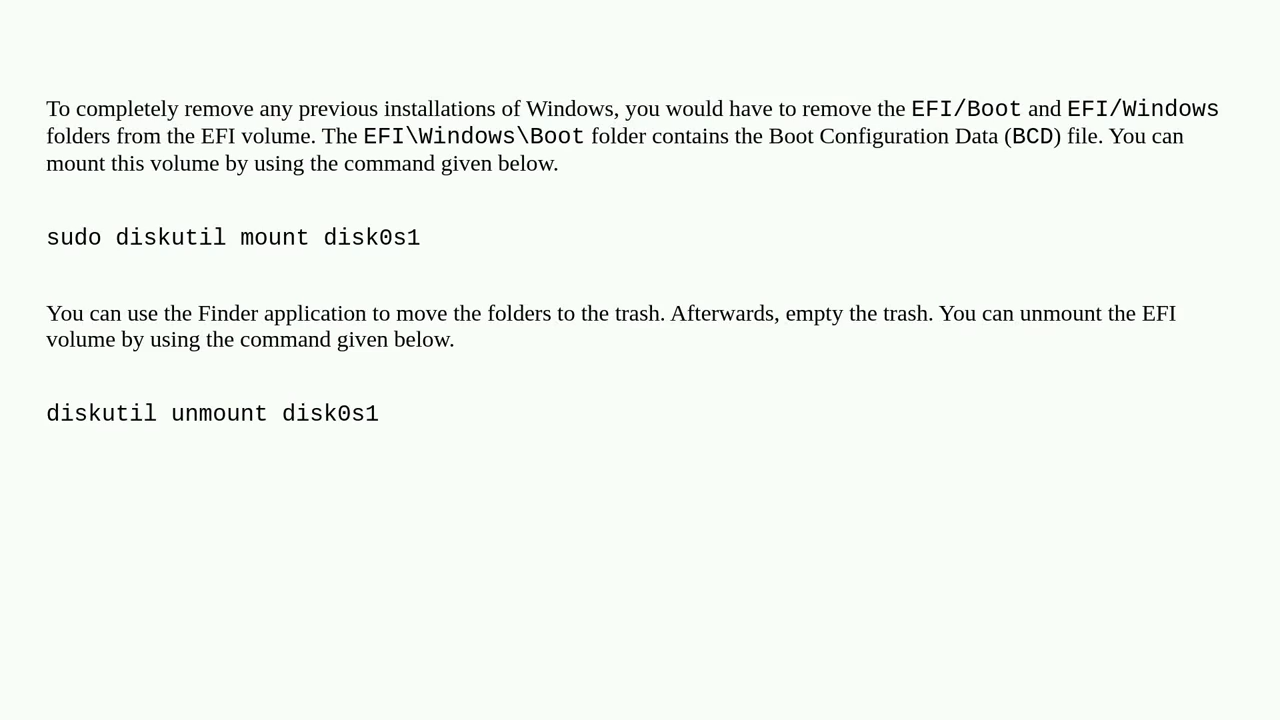 To completely remove any previous installations of Windows, you would have to remove the EFI/Boot and EFI/Windows
folders from the EFI volume. The EFI\Windows\Boot folder contains the Boot Configuration Data (BCD) file. You can
mount this volume by using the command given below.
sudo diskutil mount disk0s1
You can use the Finder application to move the folders to the trash. Afterwards, empty the trash. You can unmount the EFI
volume by using the command given below.
diskutil unmount disk0s1